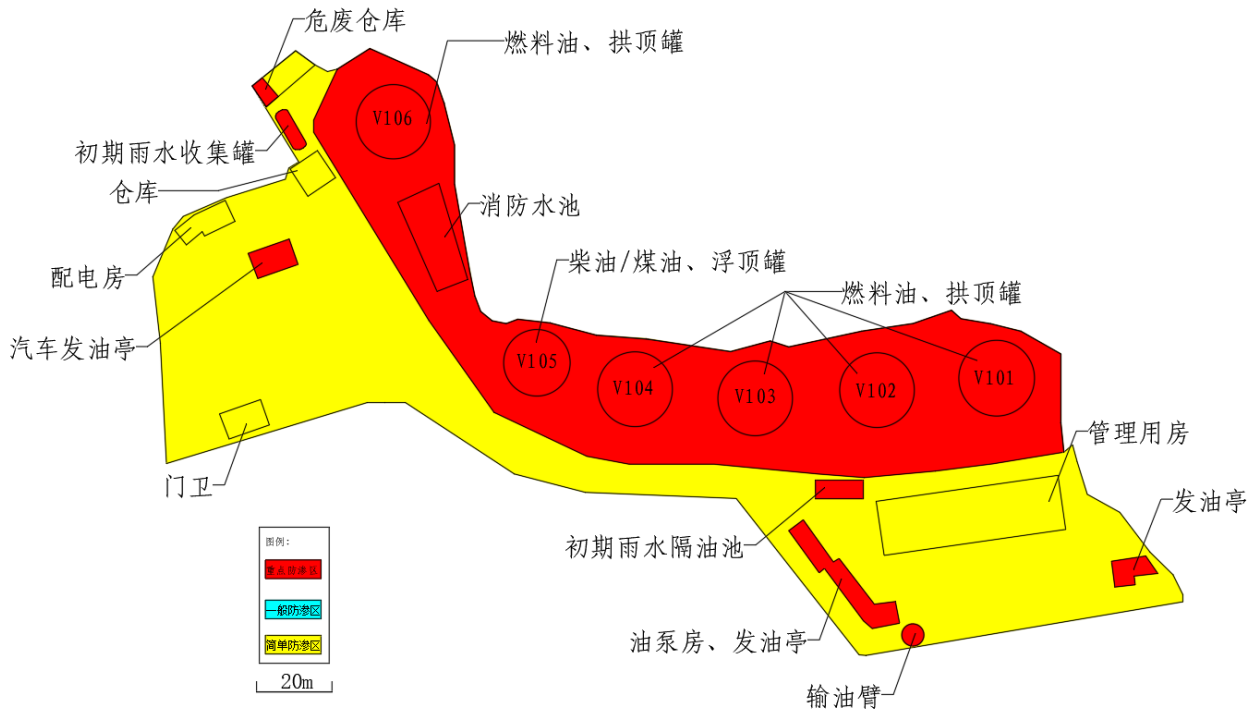 危废仓库
燃料油、拱顶罐
V106
初期雨水收集罐
仓库
消防水池
配电房
柴油/煤油、浮顶罐
燃料油、拱顶罐
汽车发油亭
V105
V104
V103
V102
V101
管理用房
门卫
发油亭
初期雨水隔油池
图例：
重点防渗区
一般防渗区
简单防渗区
油泵房、发油亭
20m
输油臂